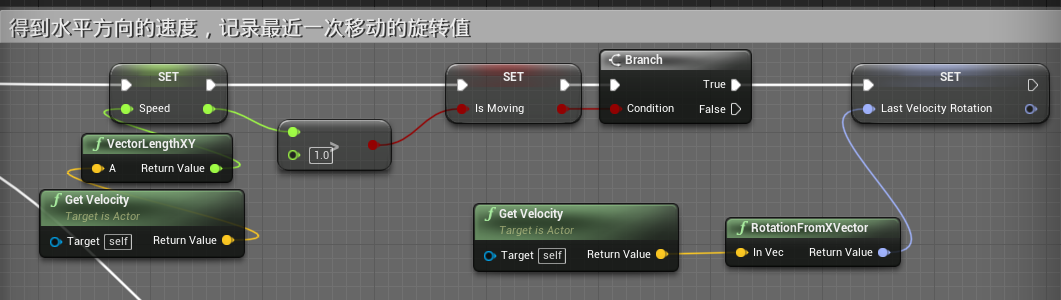 得到水平方向的速度，记录最近一次移动的旋转值
SET
Speed
f VectorLengthXY
A Return Value
f Get Velocity
Target is Actor
Target self Return Value
>
1.0
SET
Is Moving
Branch
True
Condition False
f Get Velocity
Target is Actor
Target self Return Value
f RotationFromXVector
In Vec Return Value
SET
Last Velocity Rotation